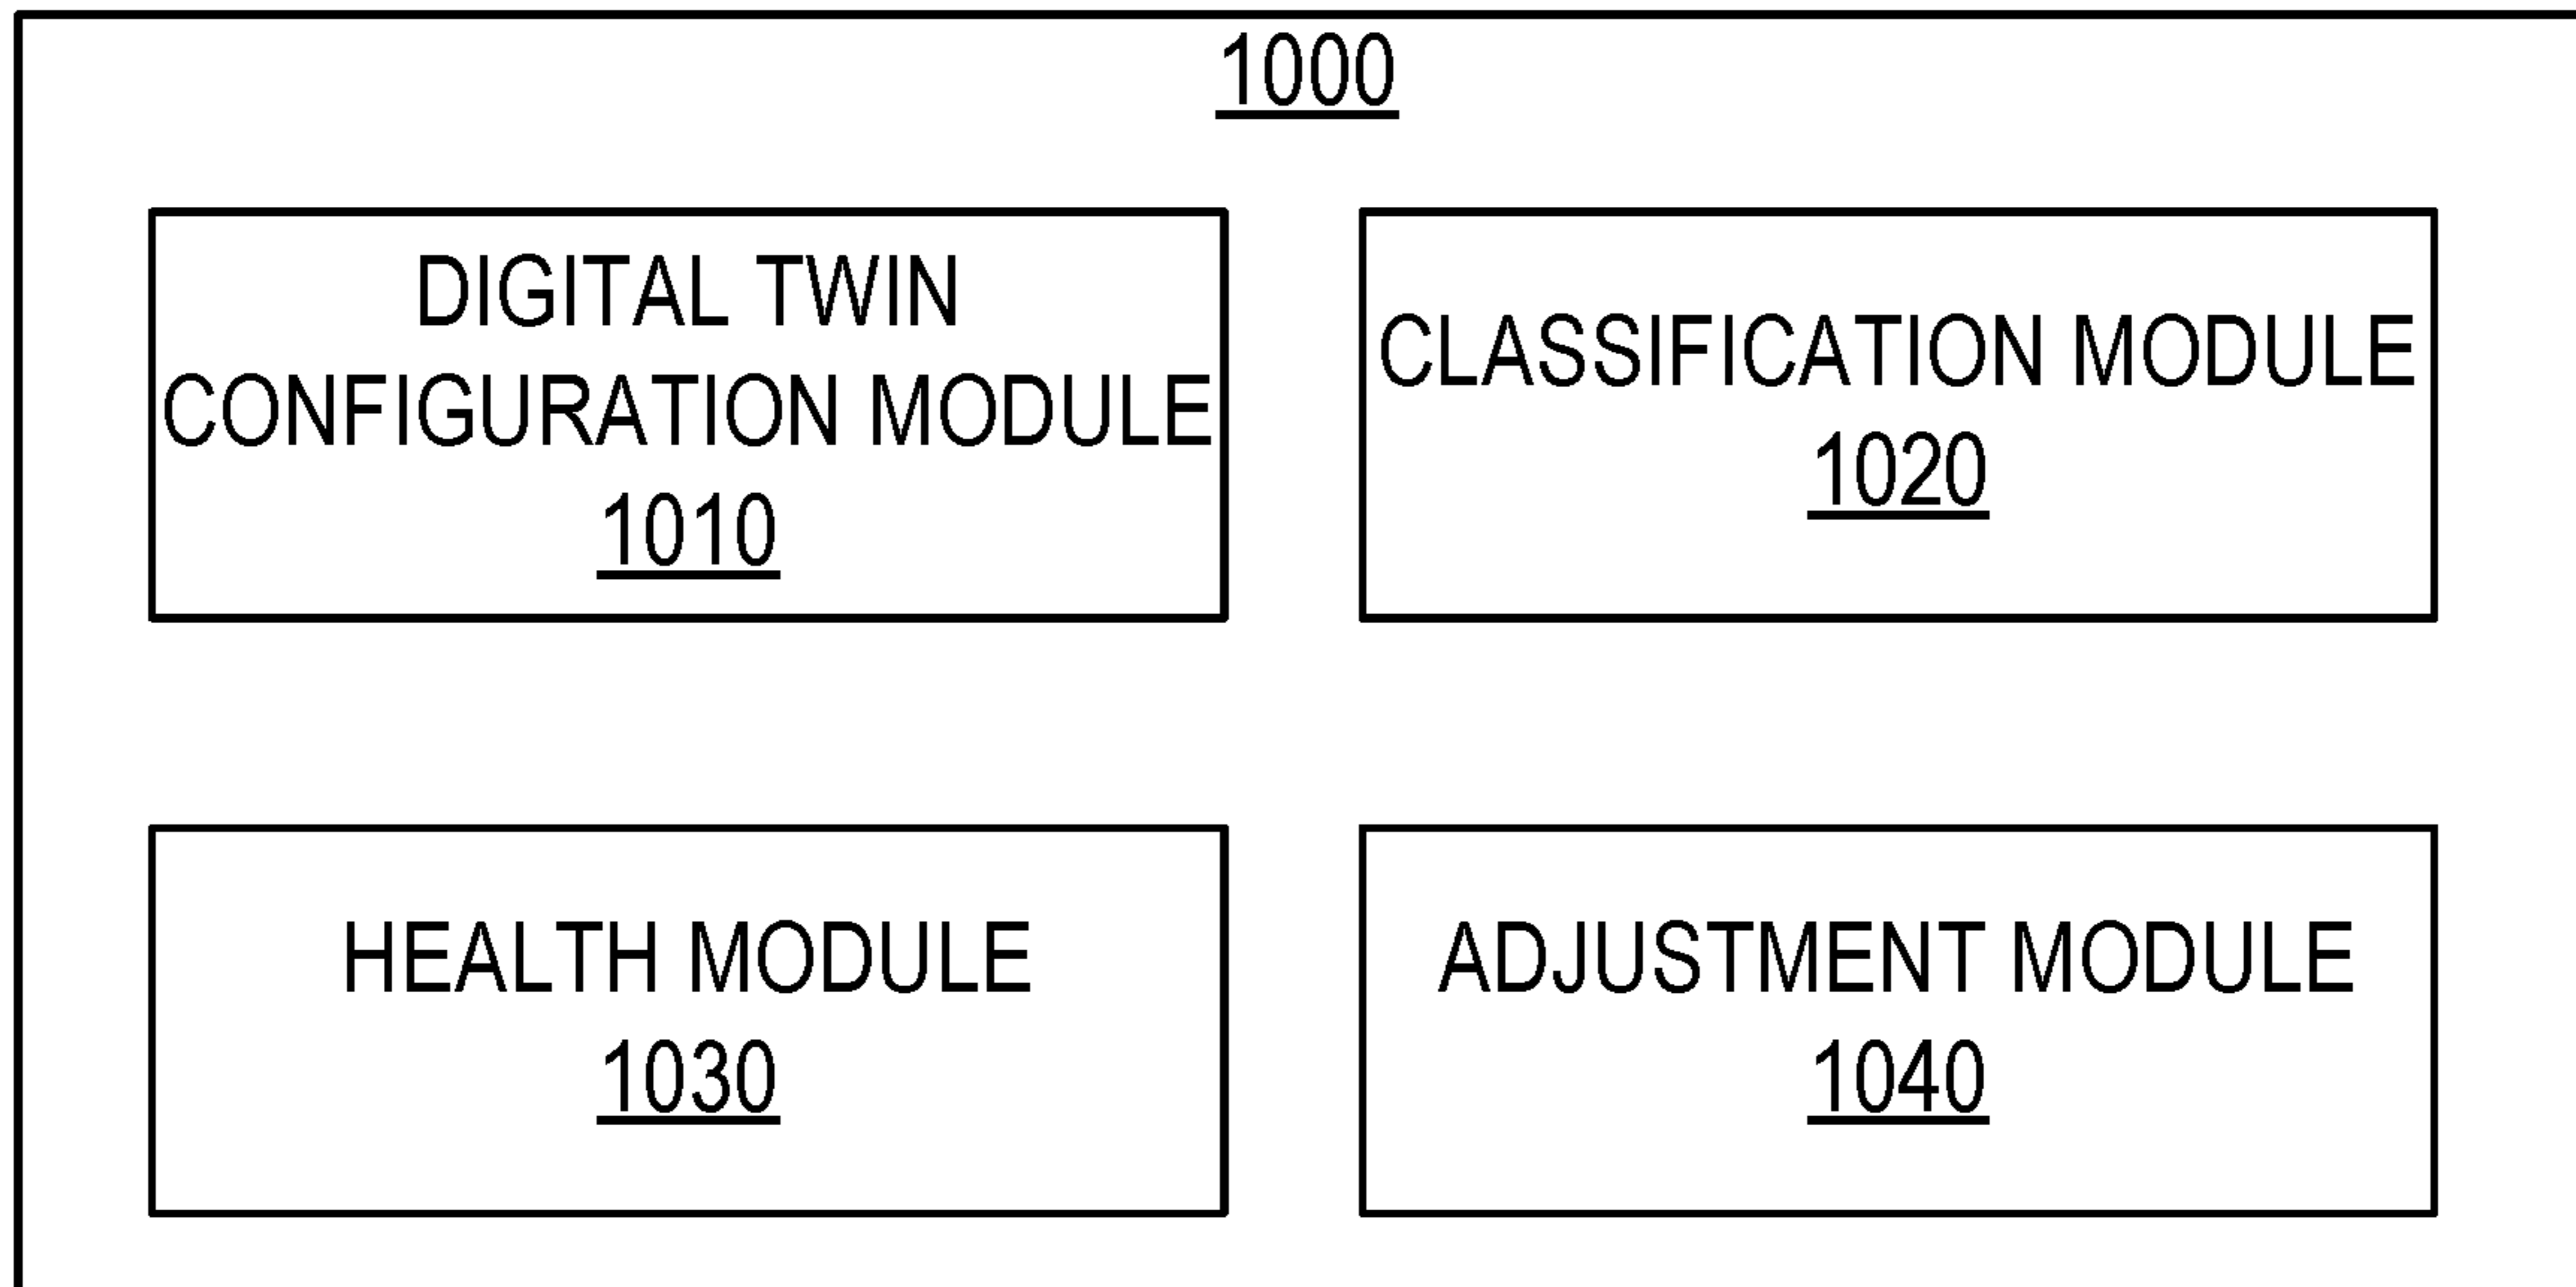 1000
DIGITAL TWIN
CONFIGURATION MODULE
1010
CLASSIFICATION MODULE
1020
HEALTH MODULE
1030
ADJUSTMENT MODULE
1040